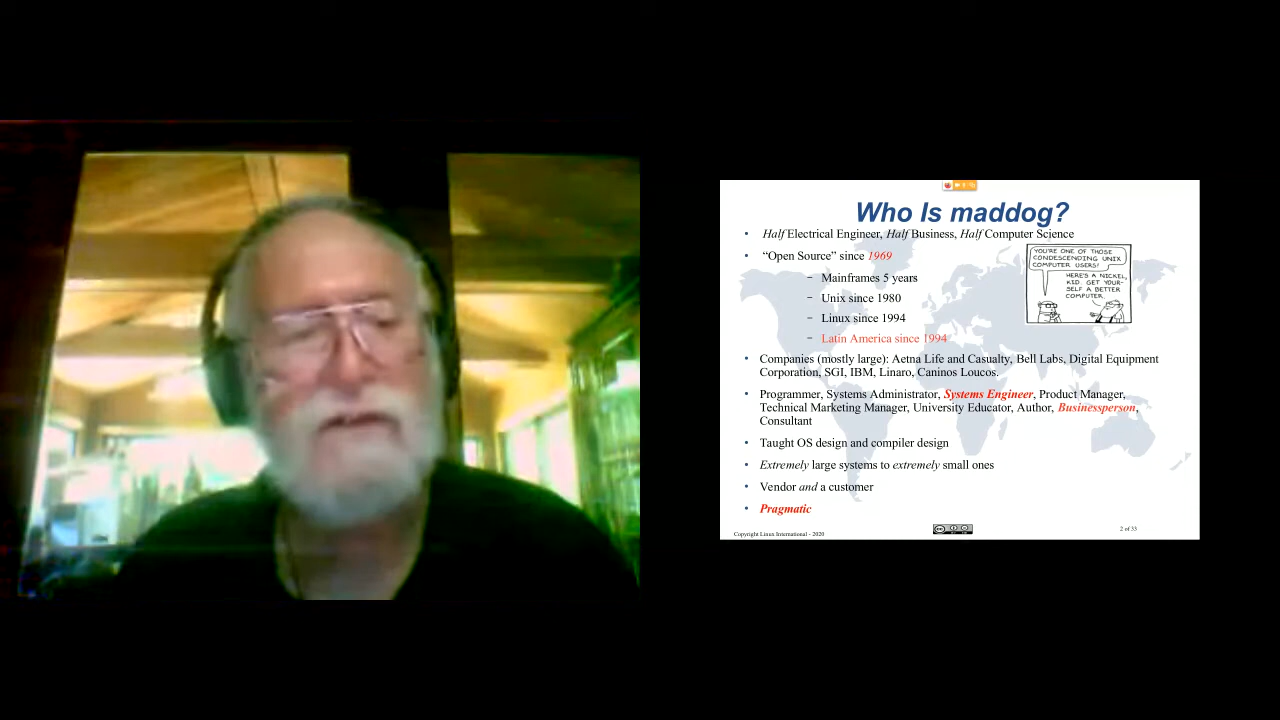 Who Is maddog?
• Half Electrical Engineer, Half Business, Half Computer Science
• “Open Source” since 1969
– Mainframes 5 years
– Unix since 1980
– Linux since 1994
– Latin America since 1994
YOU'RE ONE OF THOSE
CONDESCENDING UNIX
COMPUTER USERS!
HERE'S A NICKEL,
KID. GET YOUR-
SELF A BETTER
COMPUTER.
• Companies (mostly large): Aetna Life and Casualty, Bell Labs, Digital Equipment
Corporation, SGI, IBM, Linaro, Caninos Loucos.
• Programmer, Systems Administrator, Systems Engineer, Product Manager,
Technical Marketing Manager, University Educator, Author, Businessperson,
Consultant
• Taught OS design and compiler design
• Extremely large systems to extremely small ones
• Vendor and a customer
• Pragmatic
Copyright Linux International - 2020
2 of 33